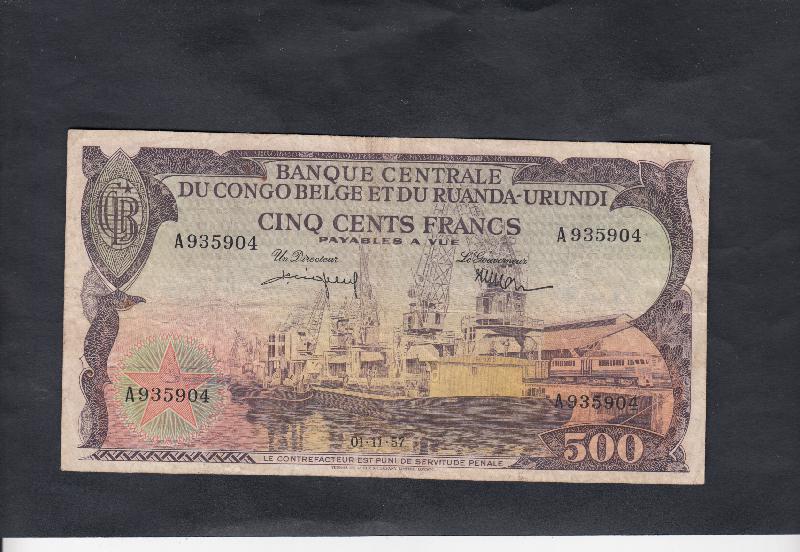 BANQUE CENTRALE
DU CONGO BELGE ET DU RUANDA-URUNDI
CINQ CENTS FRANCS
PAYABLES A VUE
A935904
A935904
Un Directeur
Le Gouverneur
A935904
A935904
01-11-57
500
LE CONTREFACTEUR EST PUNI DE SERVITUDE PENALE